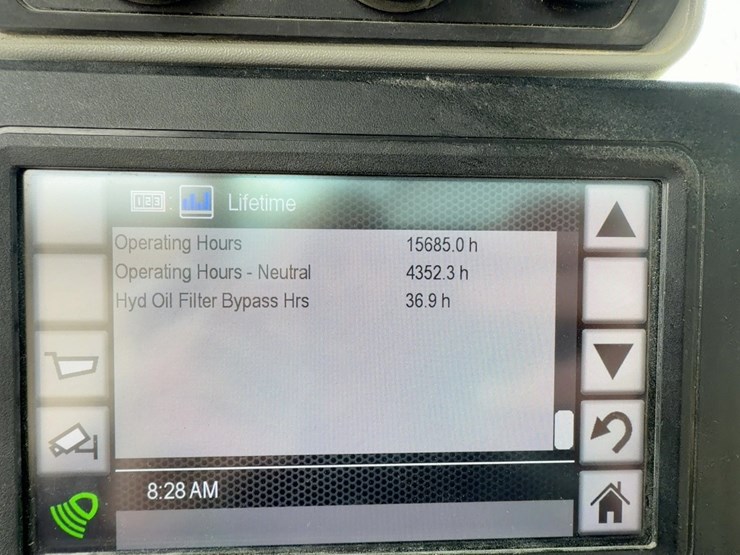 123 : Lifetime
Operating Hours 15685.0 h
Operating Hours - Neutral 4352.3 h
Hyd Oil Filter Bypass Hrs 36.9 h
8:28 AM